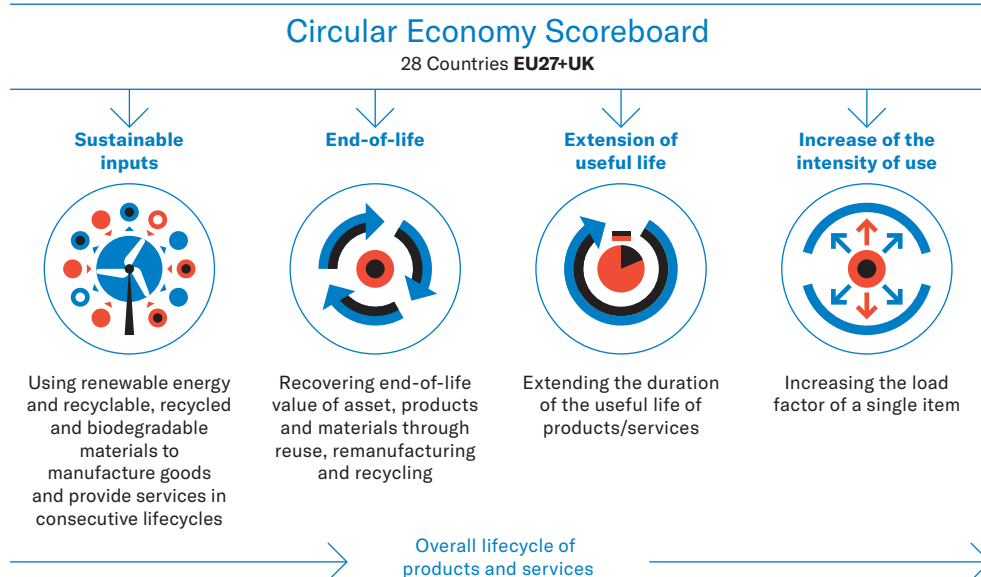 Circular Economy Scoreboard
28 Countries EU27+UK
Sustainable
inputs
Using renewable energy
and recyclable, recycled
and biodegradable
materials to
manufacture goods
and provide services in
consecutive lifecycles
End-of-life
Recovering end-of-life
value of asset, products
and materials through
reuse, remanufacturing
and recycling
Extension of
useful life
Extending the duration
of the useful life of
products/services
Increase of the
intensity of use
Increasing the load
factor of a single item
Overall lifecycle of
products and services